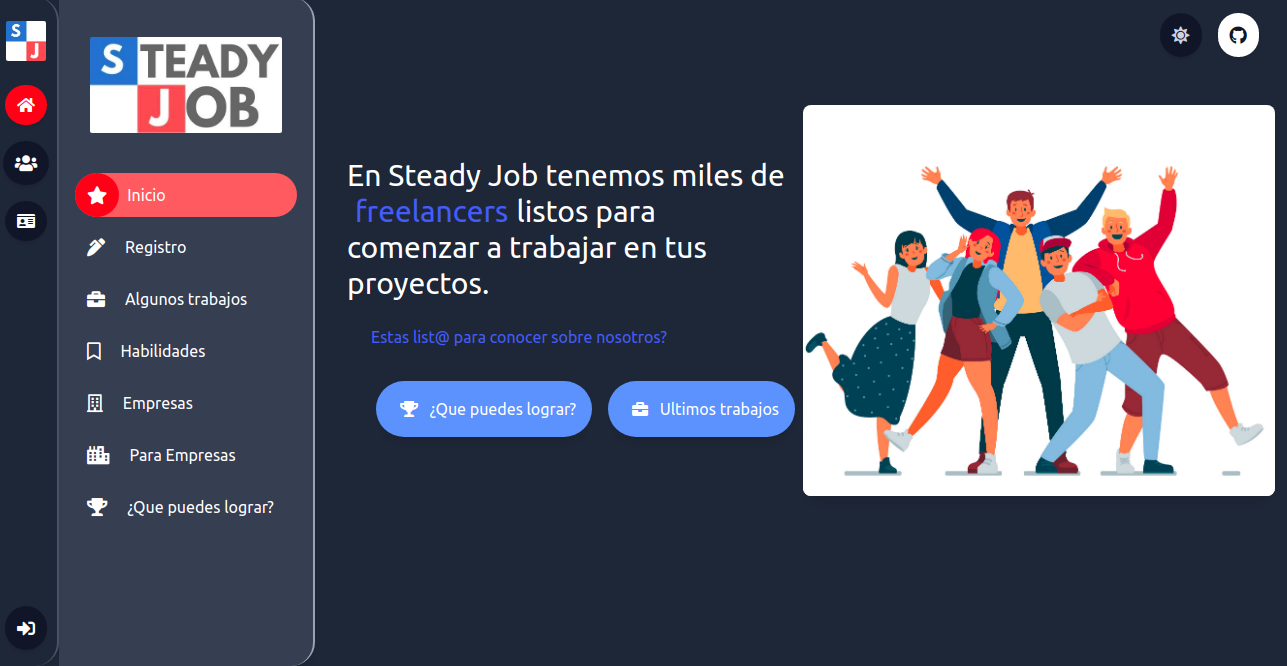 S
J
STEADY
JOB
Inicio
Registro
Algunos trabajos
Habilidades
Empresas
Para Empresas
¿Que puedes lograr?
En Steady Job tenemos miles de
freelancers listos para
comenzar a trabajar en tus
proyectos.
Estas list@ para conocer sobre nosotros?
¿Que puedes lograr?
Ultimos trabajos